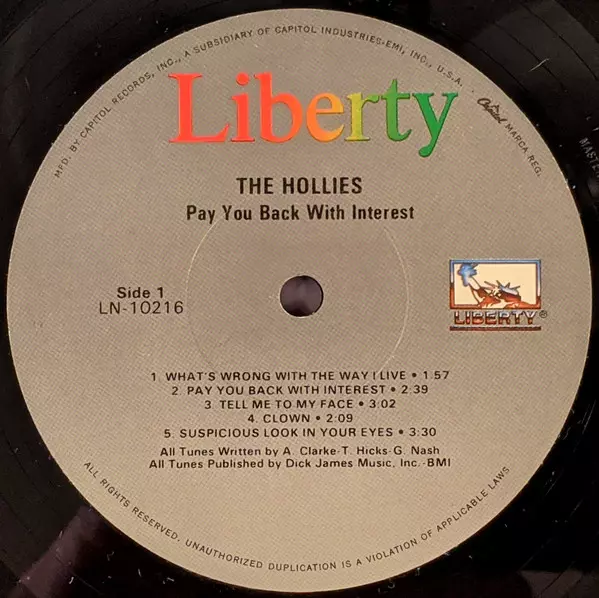 MFD. BY CAPITOL RECORDS, INC., A SUBSIDIARY OF CAPITOL INDUSTRIES-EMI, INC., U.S.A.
Capitol MARCA REG.
Liberty
THE HOLLIES
Pay You Back With Interest
Side 1
LN-10216
LIBERTY®
1. WHAT'S WRONG WITH THE WAY I LIVE • 1.57
2. PAY YOU BACK WITH INTEREST • 2:39
3. TELL ME TO MY FACE • 3:02
4. CLOWN • 2:09
5. SUSPICIOUS LOOK IN YOUR EYES • 3:30
All Tunes Written by A. Clarke-T. Hicks-G. Nash
All Tunes Published by Dick James Music, Inc.-BMI
ALL RIGHTS RESERVED. UNAUTHORIZED DUPLICATION IS A VIOLATION OF APPLICABLE LAWS